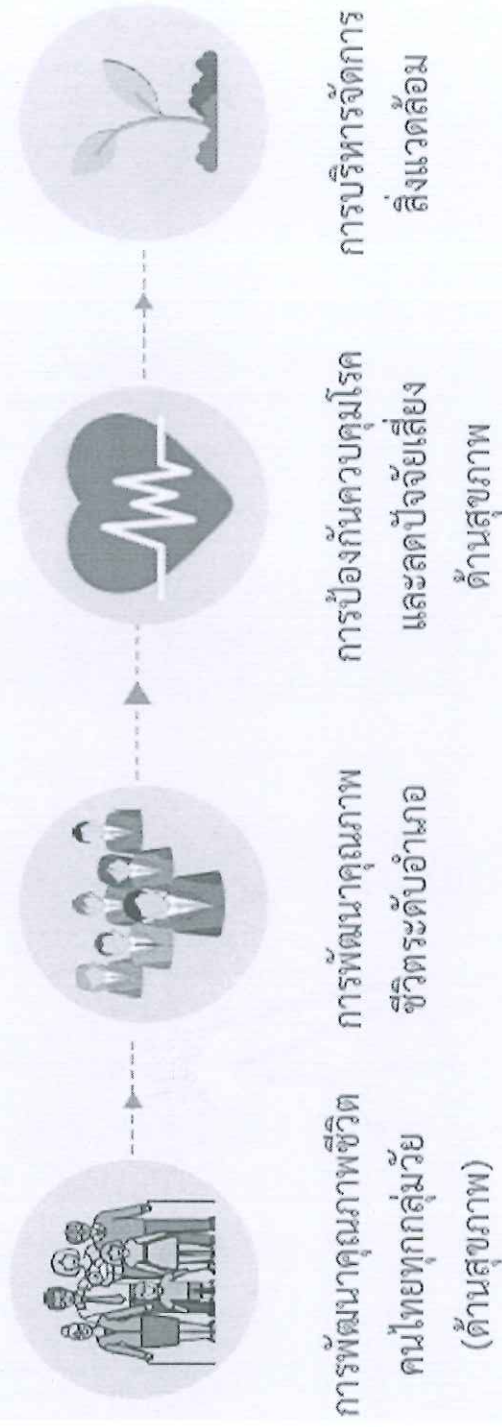 การพัฒนาคุณภาพชีวิต
คนไทยทุกกลุ่มวัย
(ด้านสุขภาพ)
การพัฒนาคุณภาพ
ชีวิตระดับอำเภอ
การป้องกันควบคุมโรค
และลดปัจจัยเสี่ยง
ด้านสุขภาพ
การบริหารจัดการ
สิ่งแวดล้อม